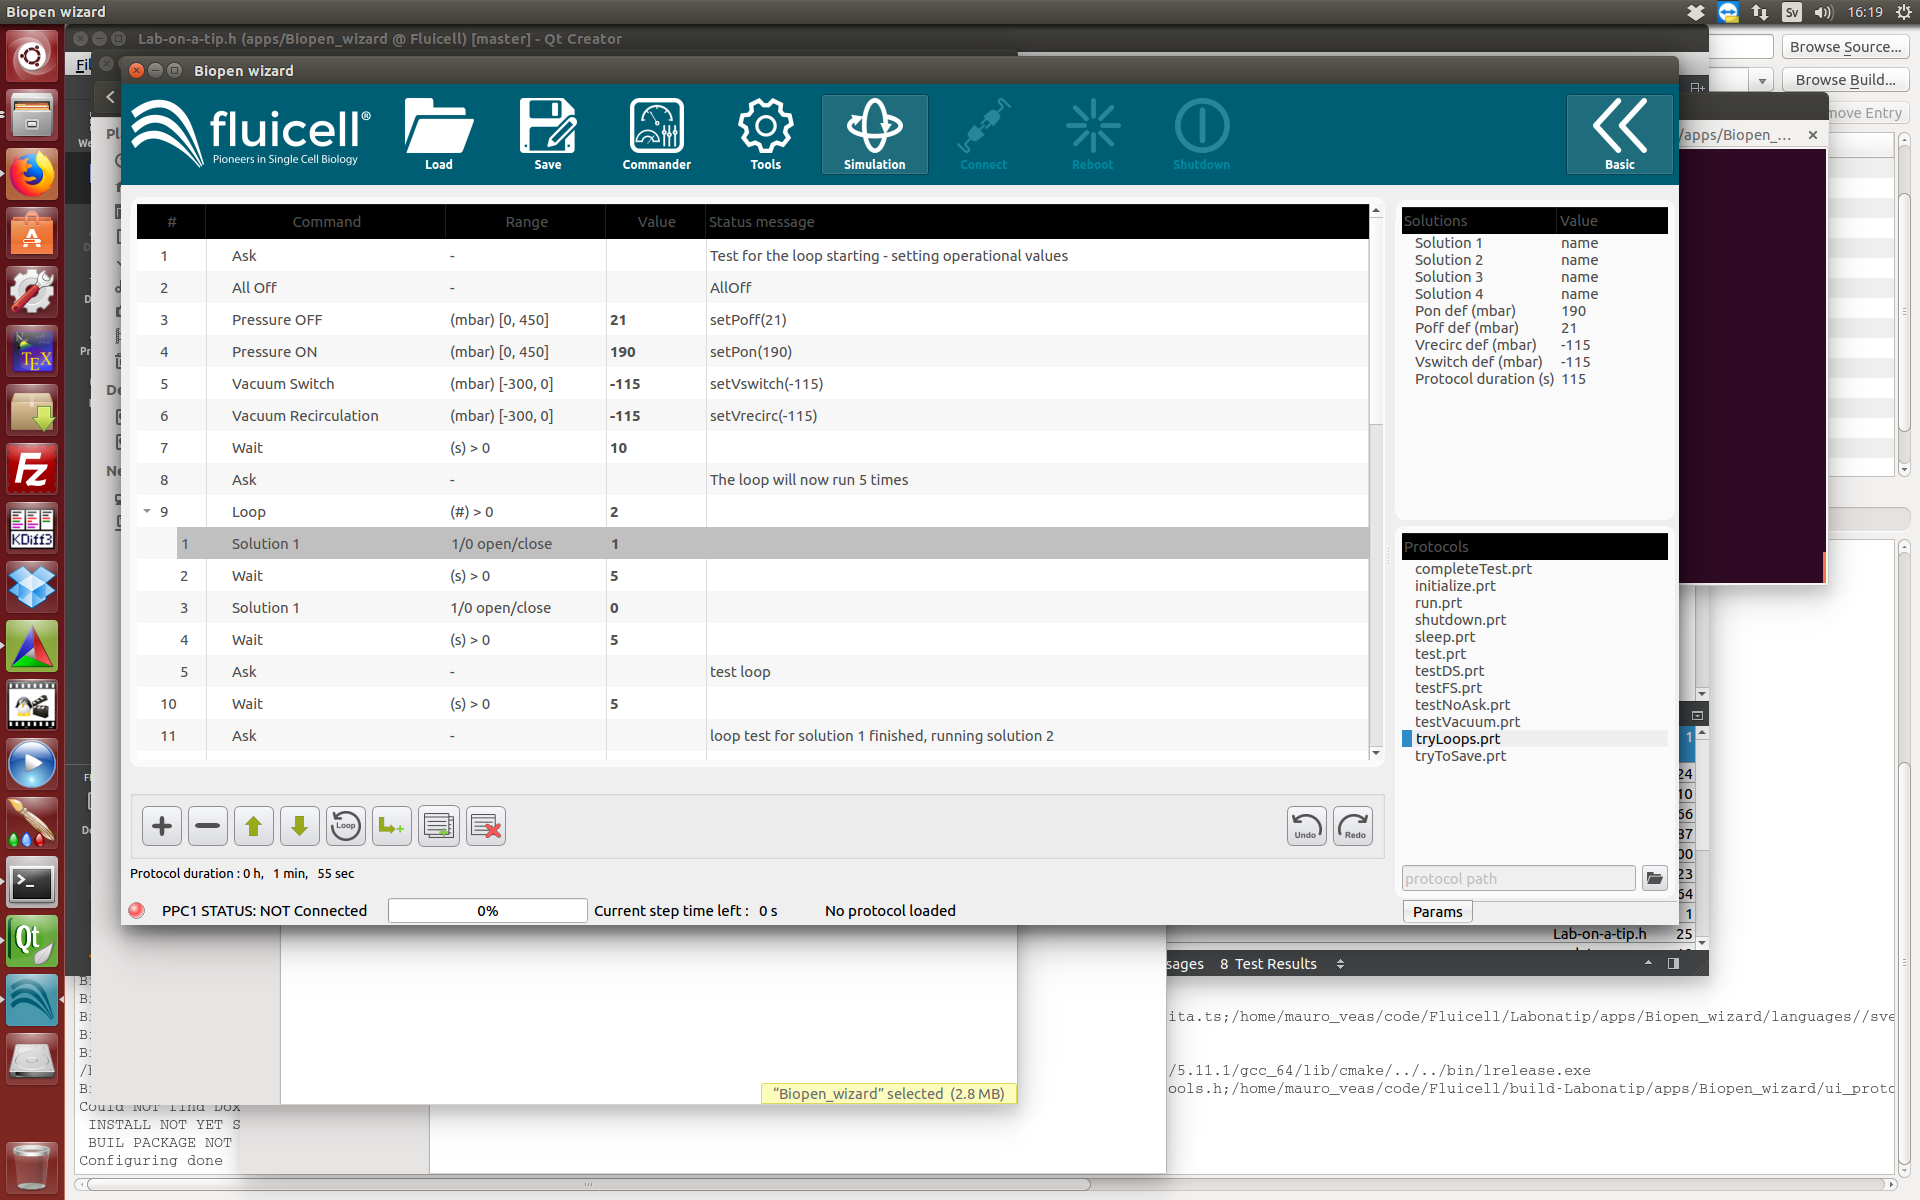 Biopen wizard
Sv
16:19
Lab-on-a-tip.h (apps/Biopen_wizard @ Fluicell) [master] - Qt Creator
Browse Source...
Browse Build...
Biopen wizard
fluicell®
Pioneers in Single Cell Biology
Load
Save
Commander
Tools
Simulation
Connect
Reboot
Shutdown
Basic
/apps/Biopen_...
# Command Range Value Status message
1 Ask - Test for the loop starting - setting operational values
2 All Off - AllOff
3 Pressure OFF (mbar) [0, 450] 21 setPoff(21)
4 Pressure ON (mbar) [0, 450] 190 setPon(190)
5 Vacuum Switch (mbar) [-300, 0] -115 setVswitch(-115)
6 Vacuum Recirculation (mbar) [-300, 0] -115 setVrecirc(-115)
7 Wait (s) > 0 10
8 Ask - The loop will now run 5 times
9 Loop (#) > 0 2
1 Solution 1 1/0 open/close 1
2 Wait (s) > 0 5
3 Solution 1 1/0 open/close 0
4 Wait (s) > 0 5
5 Ask - test loop
10 Wait (s) > 0 5
11 Ask - loop test for solution 1 finished, running solution 2
Solutions Value
Solution 1 name
Solution 2 name
Solution 3 name
Solution 4 name
Pon def (mbar) 190
Poff def (mbar) 21
Vrecirc def (mbar) -115
Vswitch def (mbar) -115
Protocol duration (s) 115
Protocols
completeTest.prt
initialize.prt
run.prt
shutdown.prt
sleep.prt
test.prt
testDS.prt
testFS.prt
testNoAsk.prt
testVacuum.prt
tryLoops.prt
tryToSave.prt
protocol path
Params
Loop
Undo
Redo
Protocol duration : 0 h, 1 min, 55 sec
PPC1 STATUS: NOT Connected
0%
Current step time left : 0 s
No protocol loaded
Lab-on-a-tip.h 25
sages 8 Test Results
ita.ts;/home/mauro_veas/code/Fluicell/Labonatip/apps/Biopen_wizard/languages//sve
/5.11.1/gcc_64/lib/cmake/../../bin/lrelease.exe
ools.h;/home/mauro_veas/code/Fluicell/build-Labonatip/apps/Biopen_wizard/ui_proto
“Biopen_wizard” selected (2.8 MB)
Could NOT find Dox
INSTALL NOT YET S
BUIL PACKAGE NOT
Configuring done